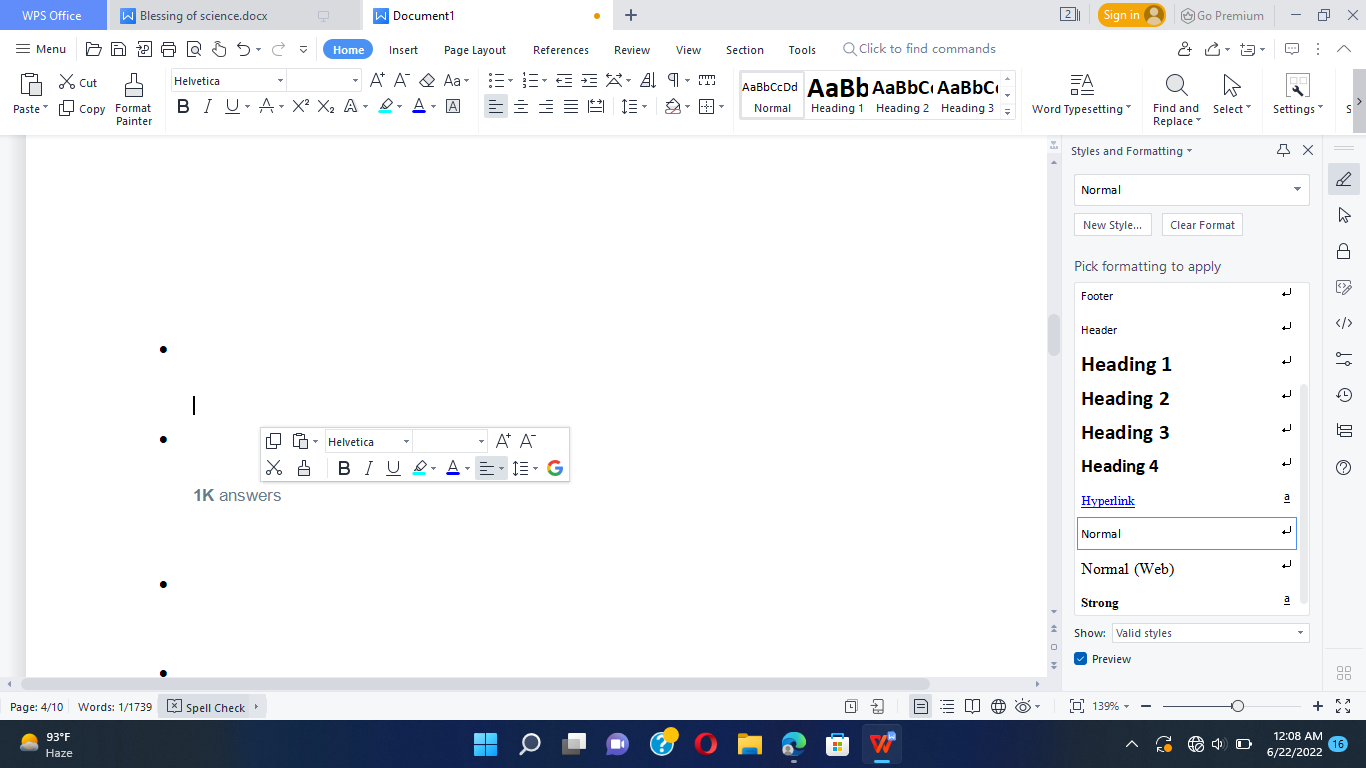 WPS Office
Blessing of science.docx
Document1
2
Sign in
Go Premium
Menu
Home
Insert
Page Layout
References
Review
View
Section
Tools
Click to find commands
Paste
Cut
Copy
Format
Painter
Helvetica
AaBbCcDd
Normal
AaBb
Heading 1
AaBbC
Heading 2
AaBbC
Heading 3
Word Typesetting
Find and
Replace
Select
Settings
S
Styles and Formatting
Normal
New Style...
Clear Format
Pick formatting to apply
Footer
Header
Heading 1
Heading 2
Heading 3
Heading 4
Hyperlink
Normal
Normal (Web)
Strong
Show: Valid styles
Preview
Helvetica
1K answers
Page: 4/10
Words: 1/1739
Spell Check
139%
93°F
Haze
12:08 AM
6/22/2022
16